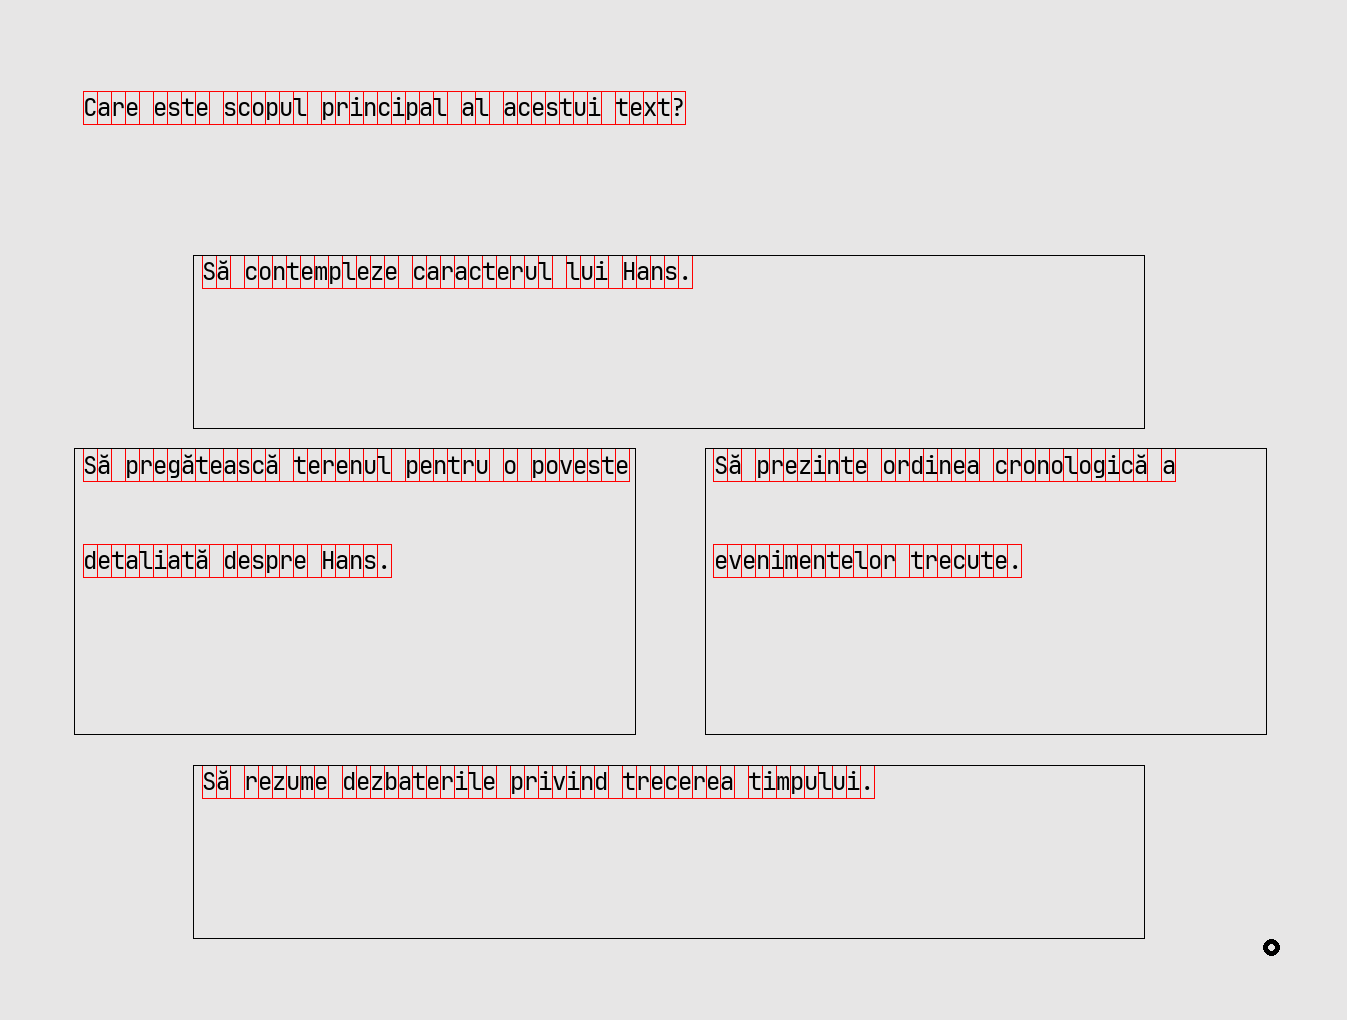 Care este scopul principal al acestui text?
Să contempleze caracterul lui Hans.
Să pregătească terenul pentru o poveste
detaliată despre Hans.
Să prezinte ordinea cronologică a
evenimentelor trecute.
Să rezume dezbaterile privind trecerea timpului.